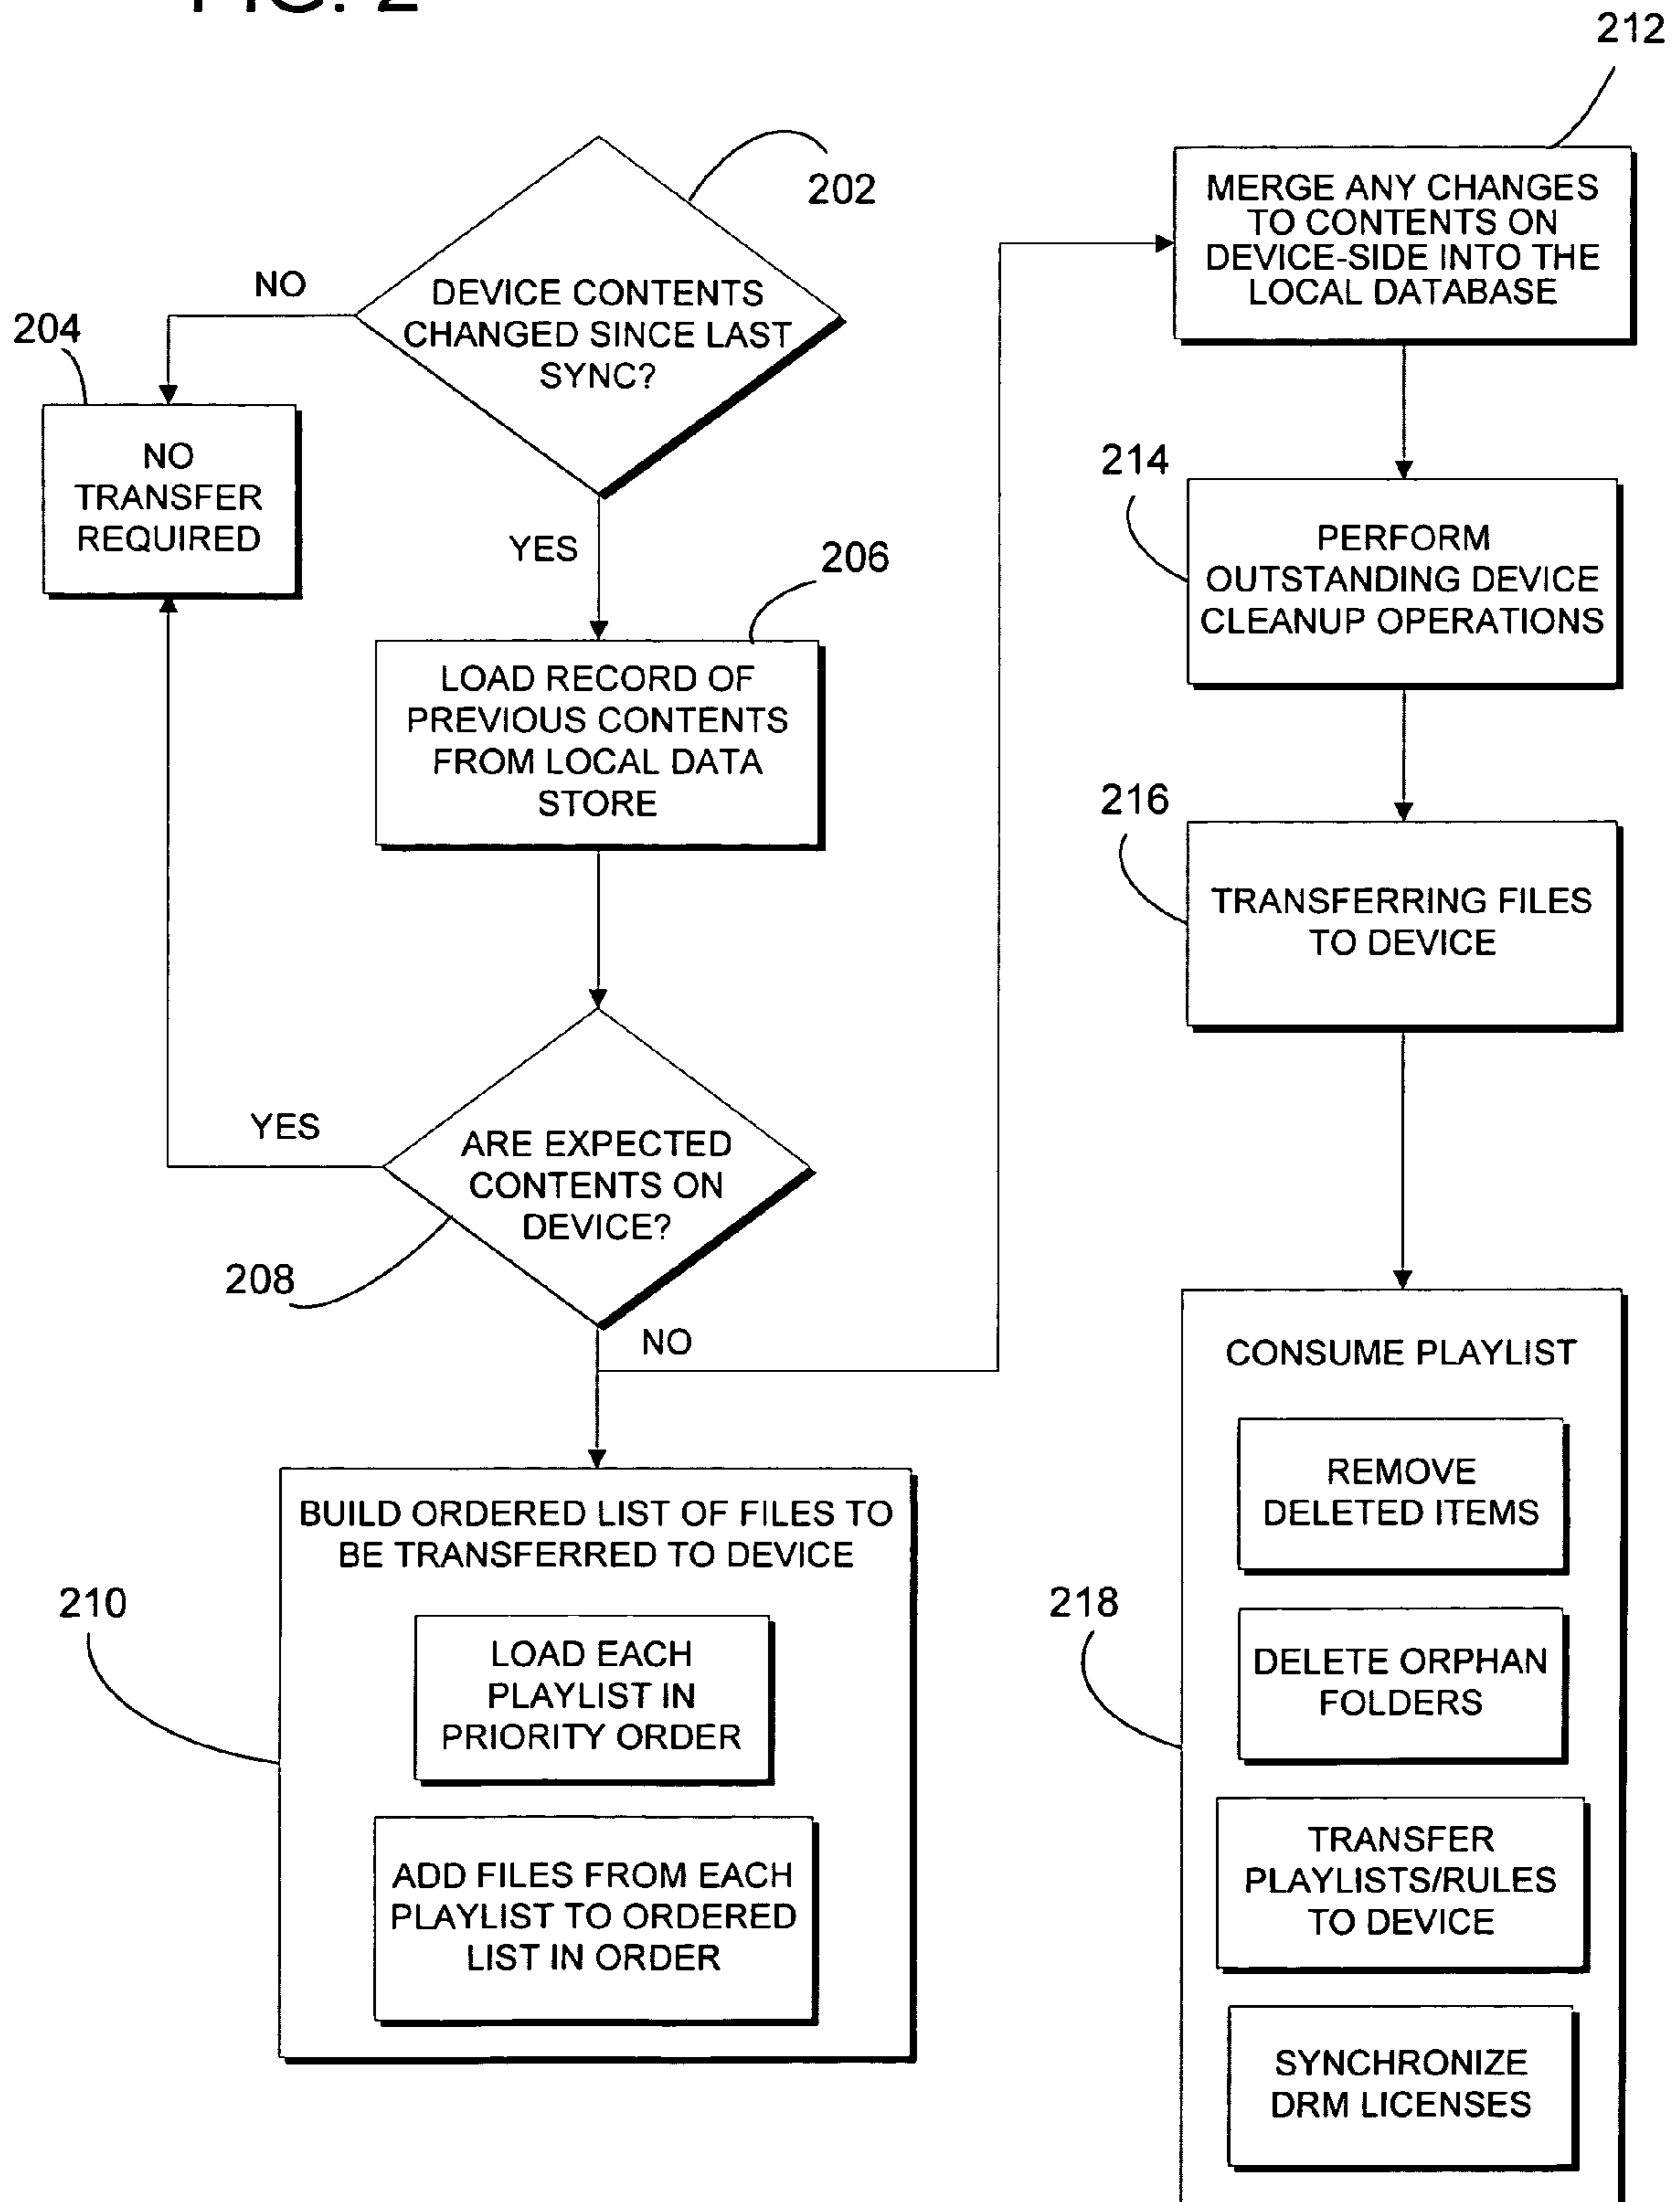 FIG. 2
202
DEVICE CONTENTS
CHANGED SINCE LAST
SYNC?
NO
204
NO
TRANSFER
REQUIRED
YES
206
LOAD RECORD OF
PREVIOUS CONTENTS
FROM LOCAL DATA
STORE
YES
ARE EXPECTED
CONTENTS ON
DEVICE?
208
NO
BUILD ORDERED LIST OF FILES TO
BE TRANSFERRED TO DEVICE
210
LOAD EACH
PLAYLIST IN
PRIORITY ORDER
ADD FILES FROM EACH
PLAYLIST TO ORDERED
LIST IN ORDER
212
MERGE ANY CHANGES
TO CONTENTS ON
DEVICE-SIDE INTO THE
LOCAL DATABASE
214
PERFORM
OUTSTANDING DEVICE
CLEANUP OPERATIONS
216
TRANSFERRING FILES
TO DEVICE
CONSUME PLAYLIST
218
REMOVE
DELETED ITEMS
DELETE ORPHAN
FOLDERS
TRANSFER
PLAYLISTS/RULES
TO DEVICE
SYNCHRONIZE
DRM LICENSES